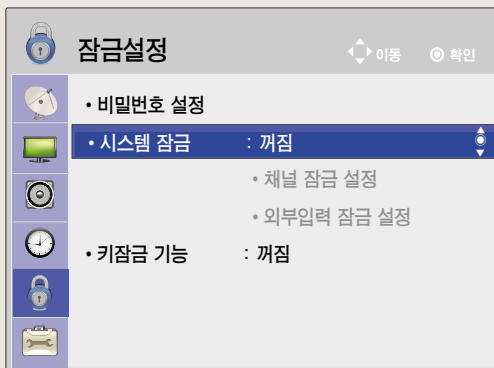 잠금설정 이동 확인
• 비밀번호 설정
• 시스템 잠금 : 꺼짐
• 채널 잠금 설정
• 외부입력 잠금 설정
• 키잠금 기능 : 꺼짐